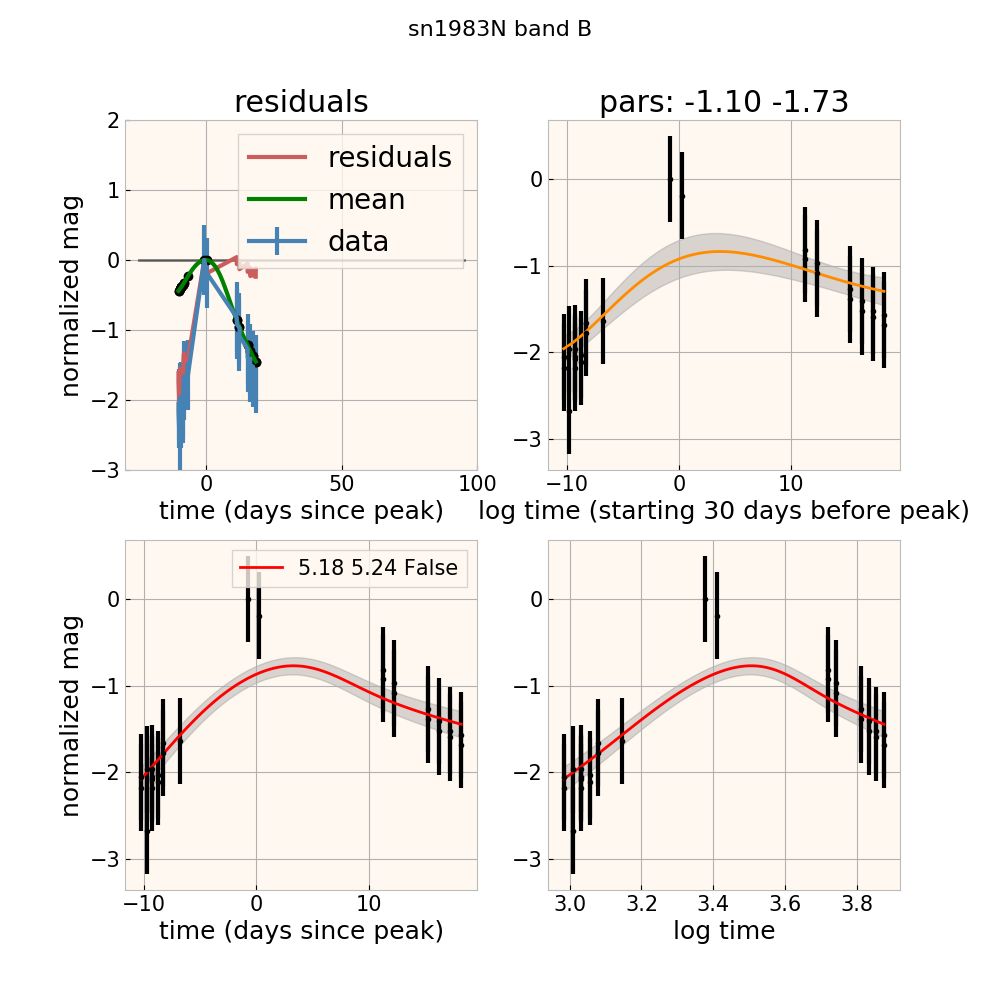 sn1983N band B
residuals
pars: -1.10 -1.73
normalized mag
2
1
0
−1
−2
−3
residuals
mean
data
0
50
100
time (days since peak)
0
−1
−2
−3
−10
0
10
log time (starting 30 days before peak)
normalized mag
0
−1
−2
−3
5.18 5.24 False
−10
0
10
time (days since peak)
0
−1
−2
−3
3.0
3.2
3.4
3.6
3.8
log time